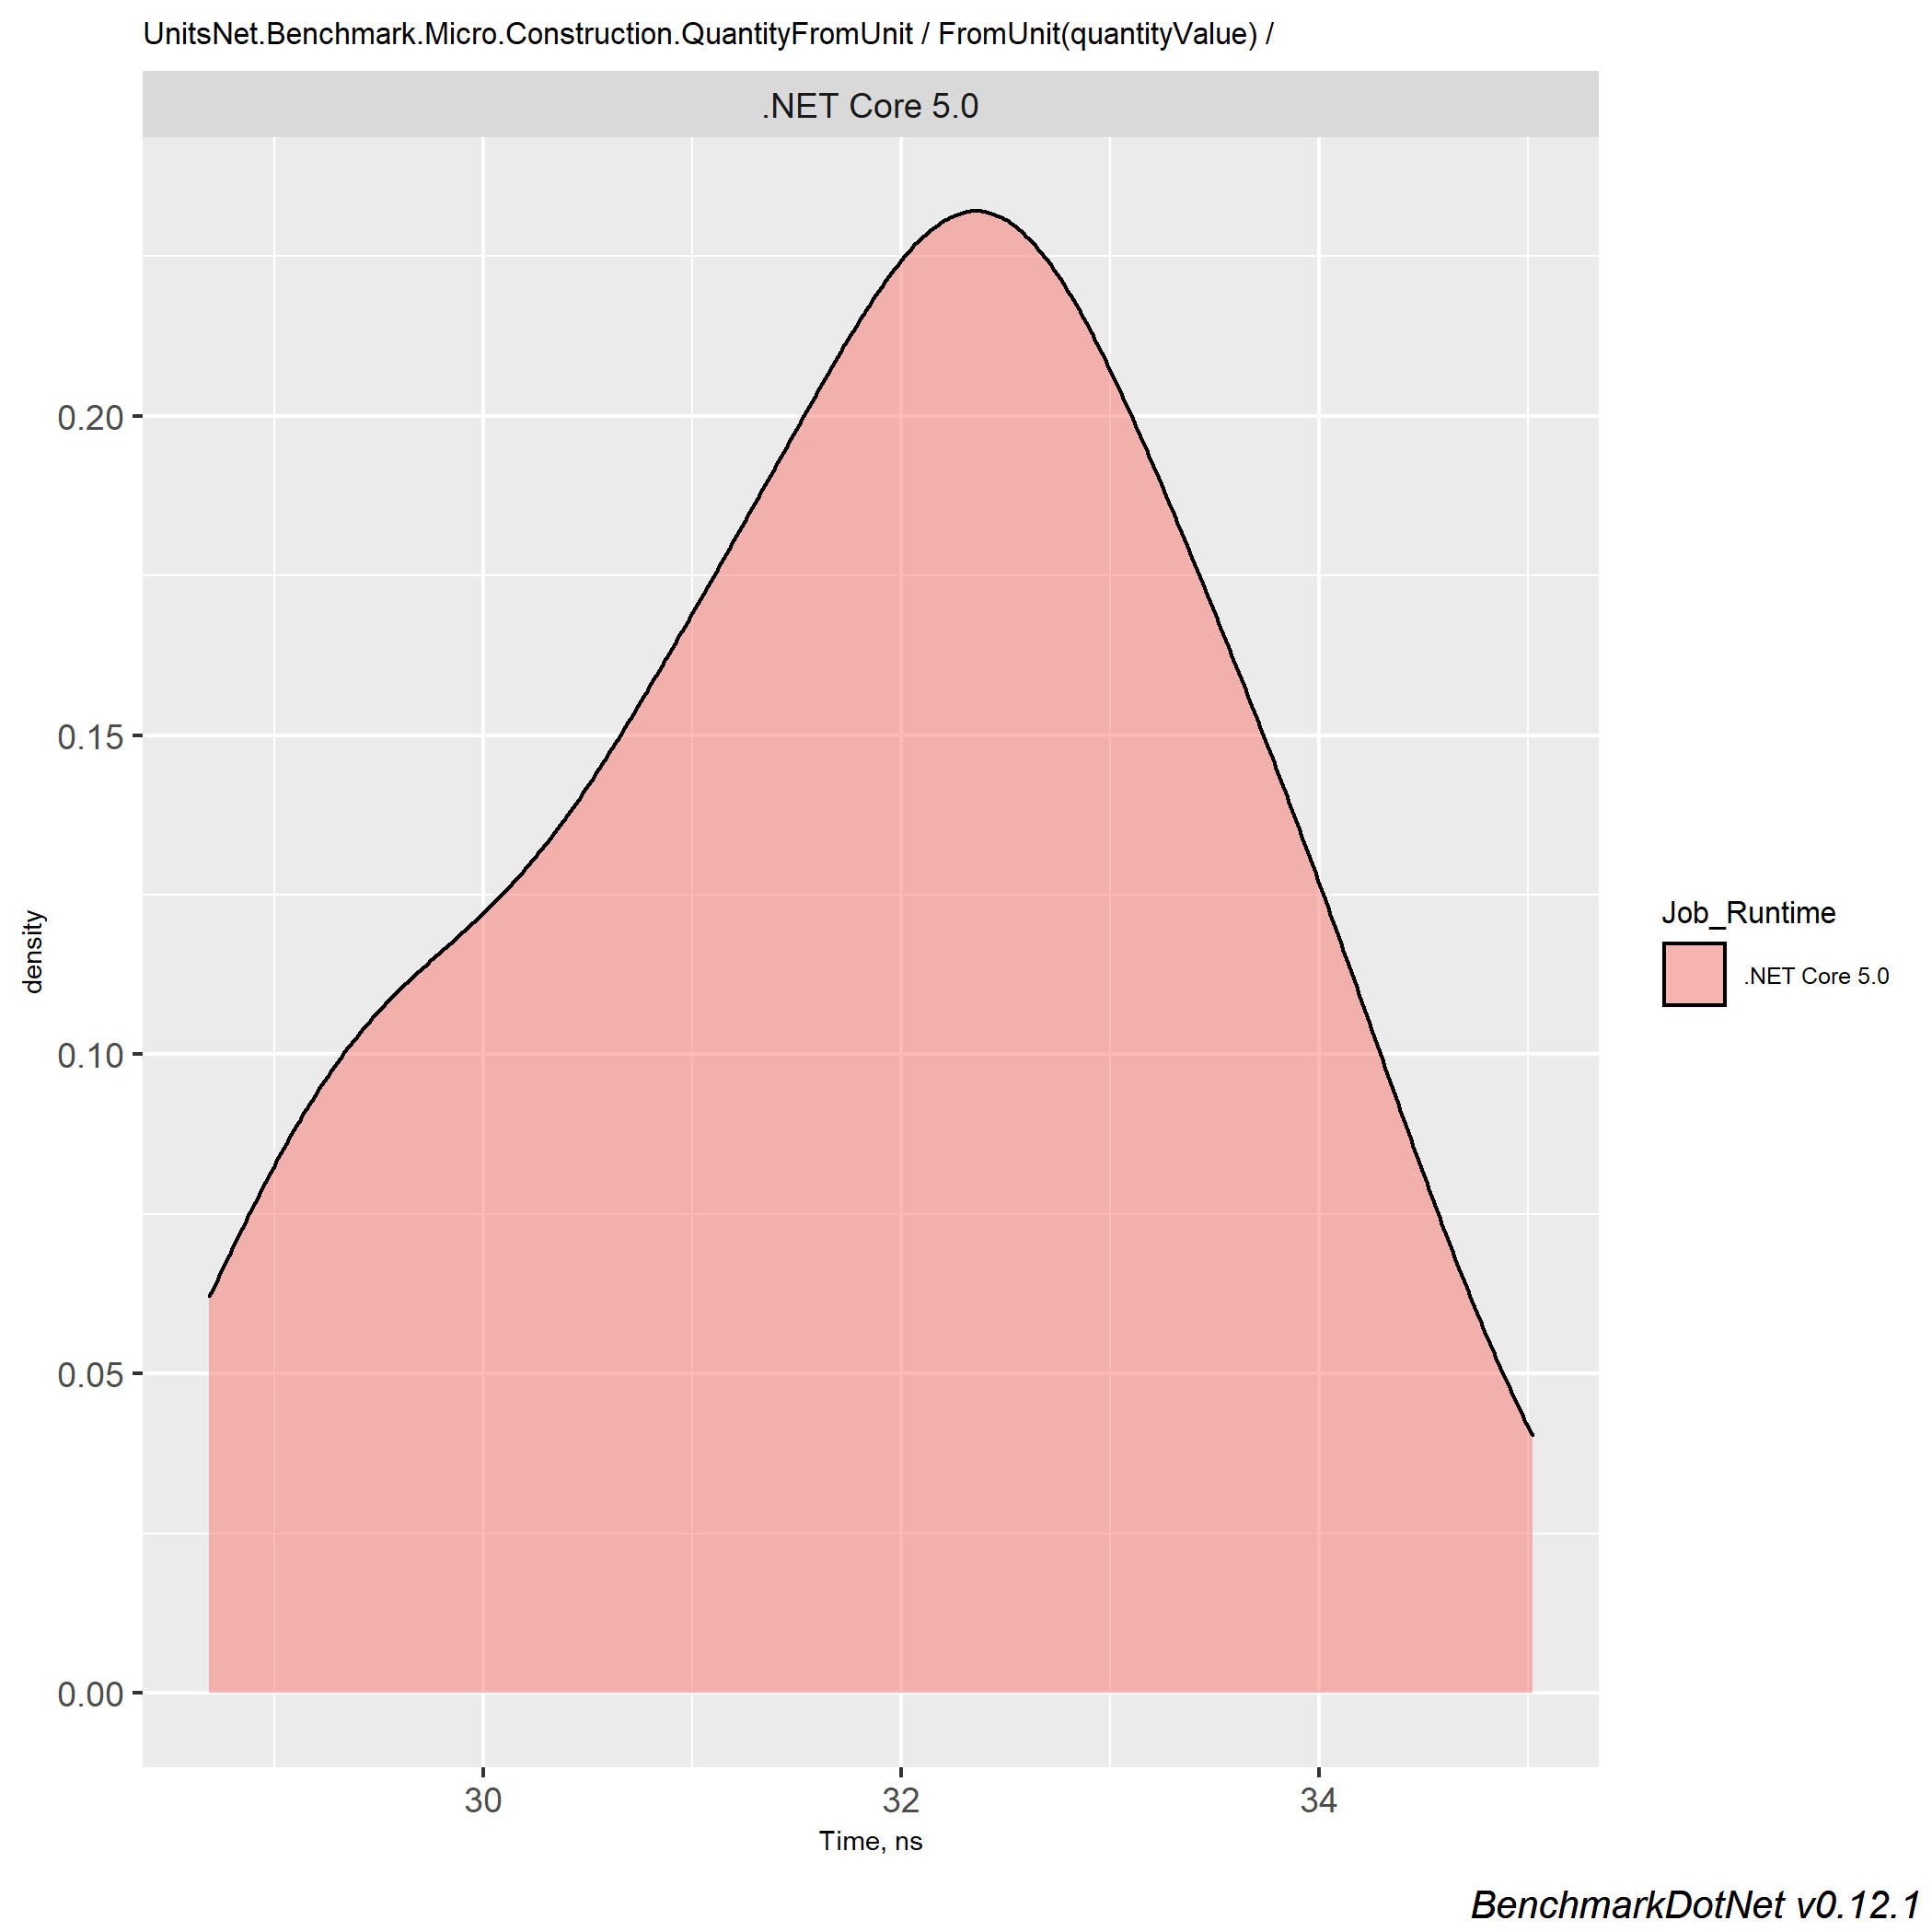 UnitsNet.Benchmark.Micro.Construction.QuantityFromUnit / FromUnit(quantityValue) /
.NET Core 5.0
0.20
0.15
0.10
0.05
0.00
density
30
32
34
Time, ns
Job_Runtime
.NET Core 5.0
BenchmarkDotNet v0.12.1